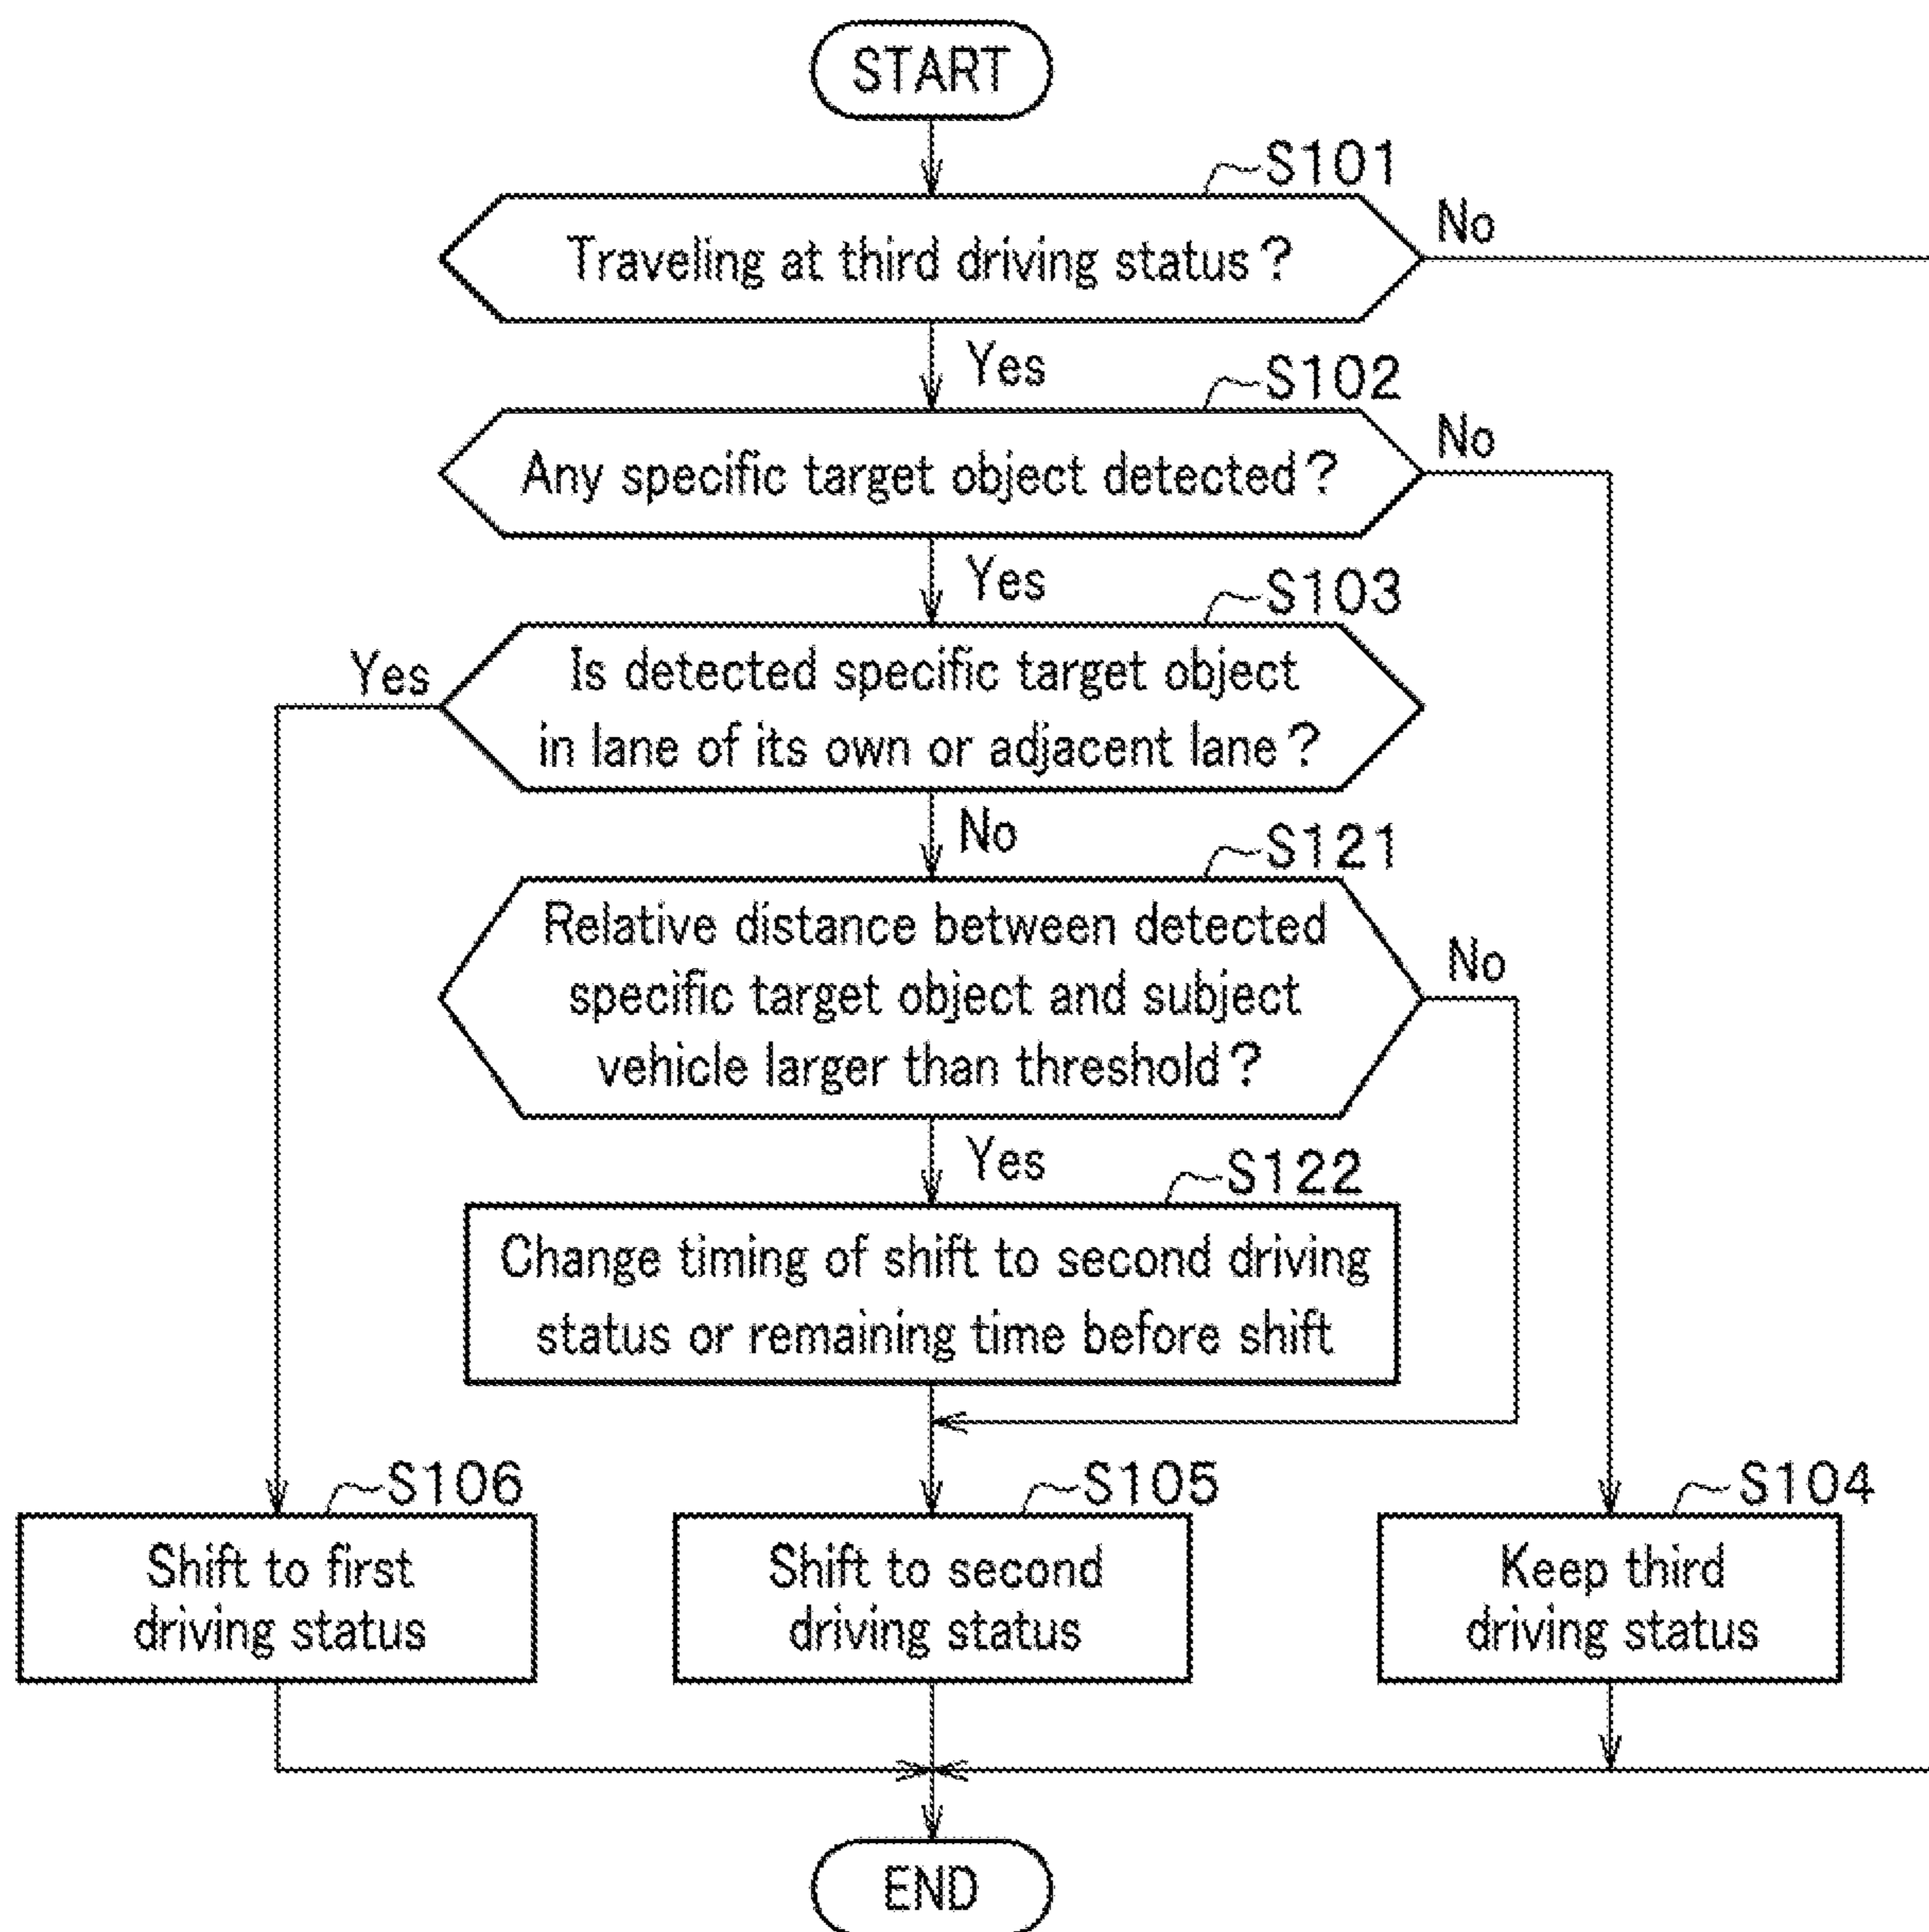 START
S101
Traveling at third driving status?
No
Yes
S102
Any specific target object detected?
No
Yes
S103
Is detected specific target object
in lane of its own or adjacent lane?
Yes
No
S121
Relative distance between detected
specific target object and subject
vehicle larger than threshold?
No
Yes
S122
Change timing of shift to second driving
status or remaining time before shift
S106
Shift to first
driving status
S105
Shift to second
driving status
S104
Keep third
driving status
END